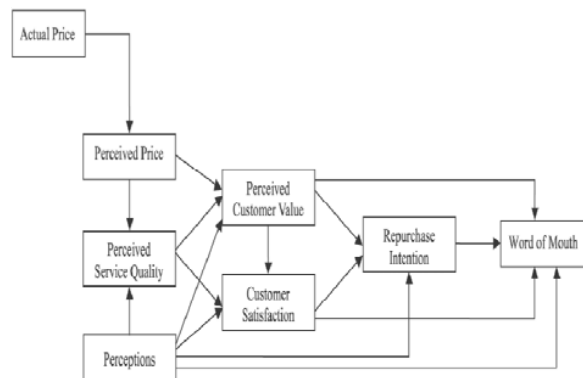 Actual Price
Perceived Price
Perceived
Customer Value
Perceived
Service Quality
Repurchase
Intention
Word of Mouth
Customer
Satisfaction
Perceptions